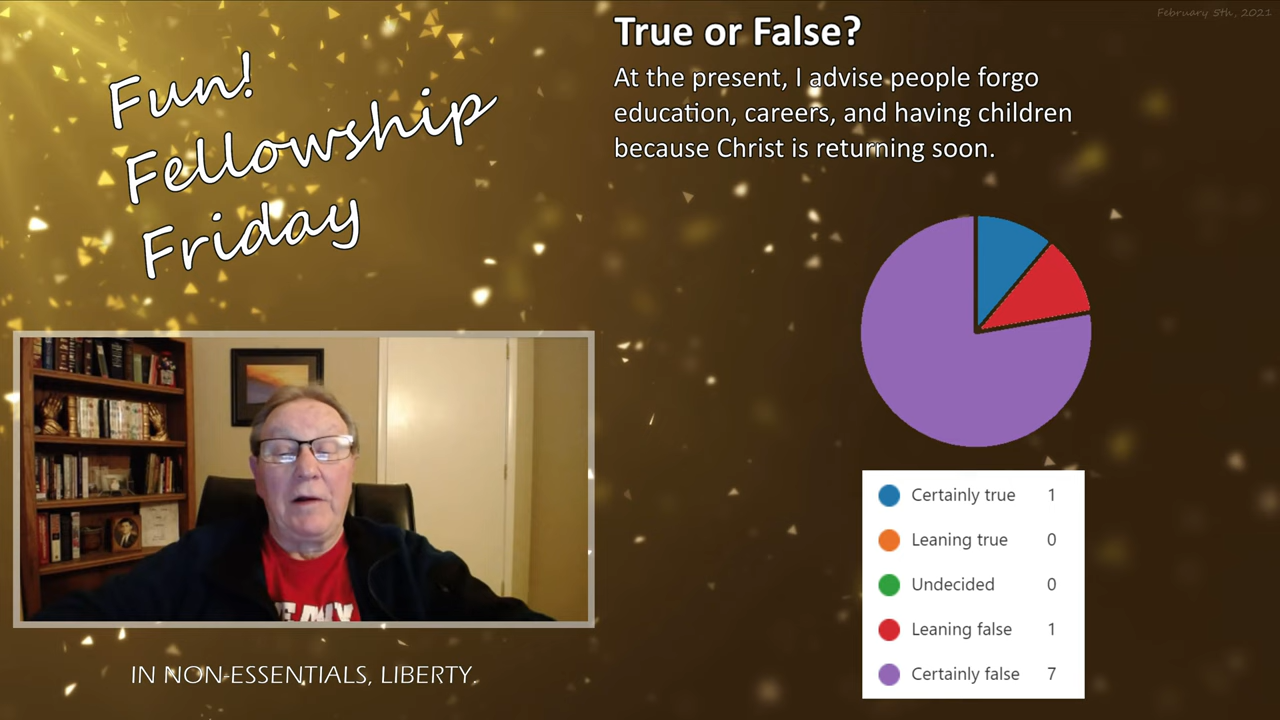 February 5th, 2021
Fun!
Fellowship
Friday
True or False?
At the present, I advise people forgo
education, careers, and having children
because Christ is returning soon.
Certainly true 1
Leaning true 0
Undecided 0
Leaning false 1
Certainly false 7
IN NON-ESSENTIALS, LIBERTY.